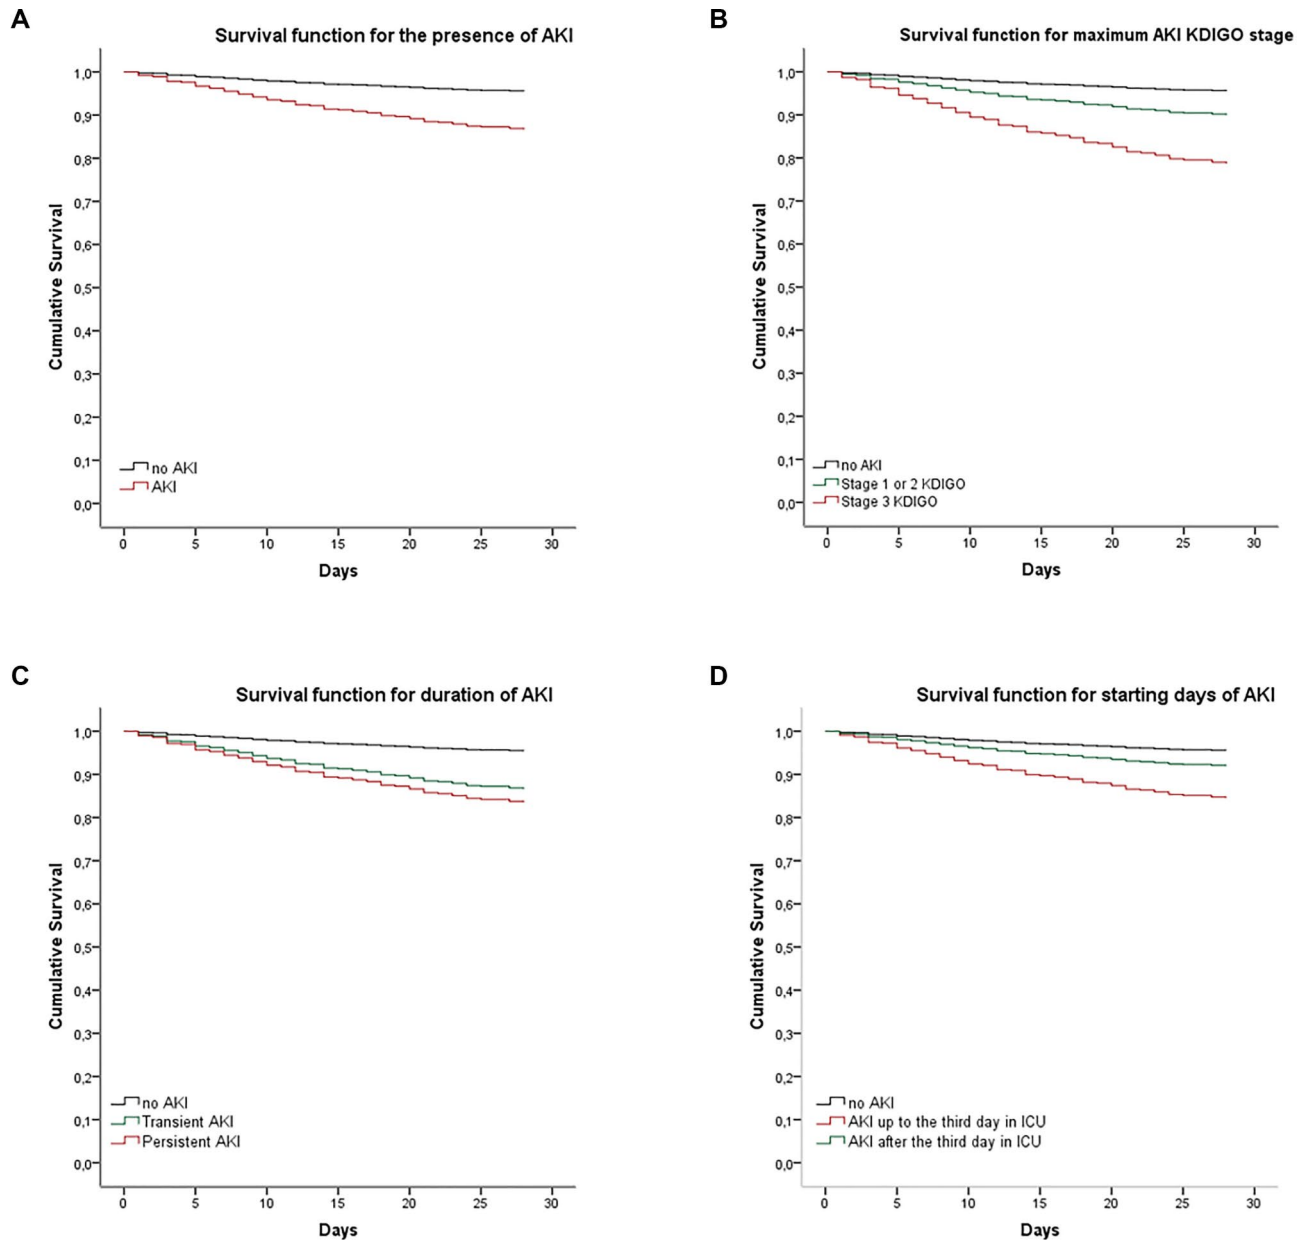 A
Survival function for the presence of AKI
1,0
0,9
0,8
0,7
0,6
0,5
0,4
0,3
0,2
0,1
0,0
Cumulative Survival
no AKI
AKI
0 5 10 15 20 25 30
Days
B
Survival function for maximum AKI KDIGO stage
1,0
0,9
0,8
0,7
0,6
0,5
0,4
0,3
0,2
0,1
0,0
Cumulative Survival
no AKI
Stage 1 or 2 KDIGO
Stage 3 KDIGO
0 5 10 15 20 25 30
Days
C
Survival function for duration of AKI
1,0
0,9
0,8
0,7
0,6
0,5
0,4
0,3
0,2
0,1
0,0
Cumulative Survival
no AKI
Transient AKI
Persistent AKI
0 5 10 15 20 25 30
Days
D
Survival function for starting days of AKI
1,0
0,9
0,8
0,7
0,6
0,5
0,4
0,3
0,2
0,1
0,0
Cumulative Survival
no AKI
AKI up to the third day in ICU
AKI after the third day in ICU
0 5 10 15 20 25 30
Days